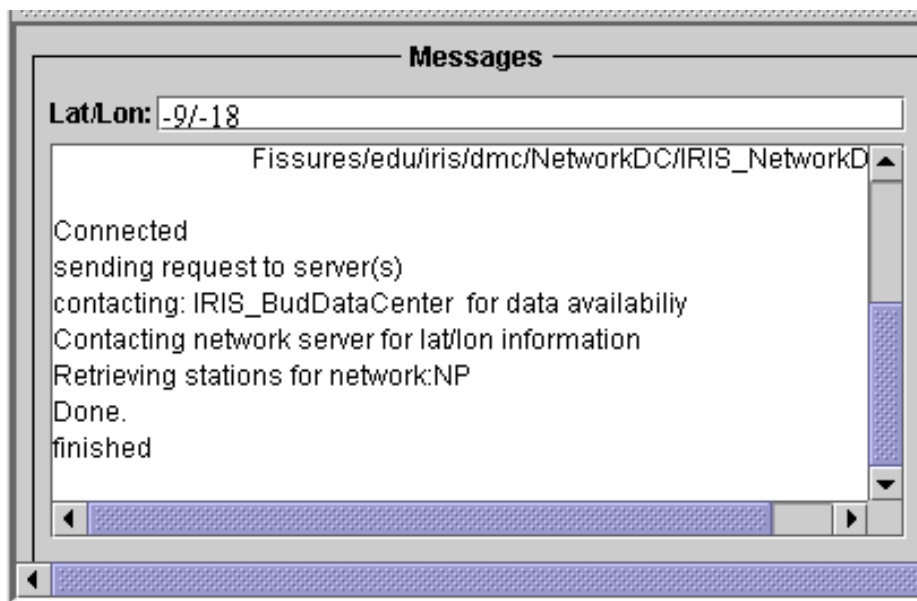 Messages
Lat/Lon: -9/-18
Fissures/edu/iris/dmc/NetworkDC/IRIS_NetworkD
Connected
sending request to server(s)
contacting: IRIS_BudDataCenter for data availabiliy
Contacting network server for lat/lon information
Retrieving stations for network:NP
Done.
finished